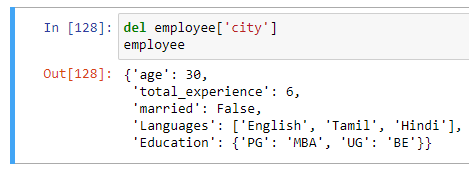 In [128]: del employee['city']
employee
Out[128]: {'age': 30,
'total_experience': 6,
'married': False,
'Languages': ['English', 'Tamil', 'Hindi'],
'Education': {'PG': 'MBA', 'UG': 'BE'}}